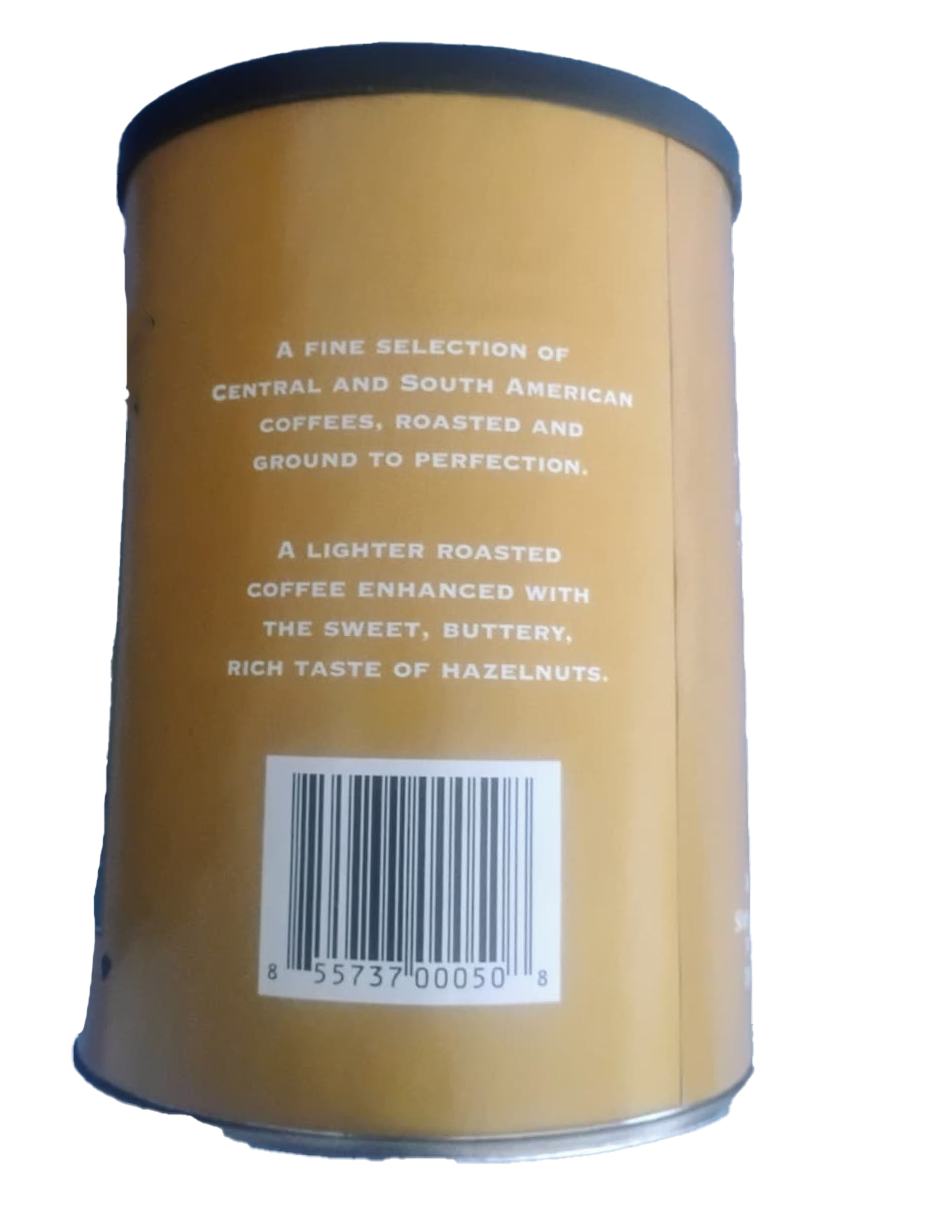 A FINE SELECTION OF
CENTRAL AND SOUTH AMERICAN
COFFEES, ROASTED AND
GROUND TO PERFECTION.
A LIGHTER ROASTED
COFFEE ENHANCED WITH
THE SWEET, BUTTERY,
RICH TASTE OF HAZELNUTS.
8 55737 00050 8